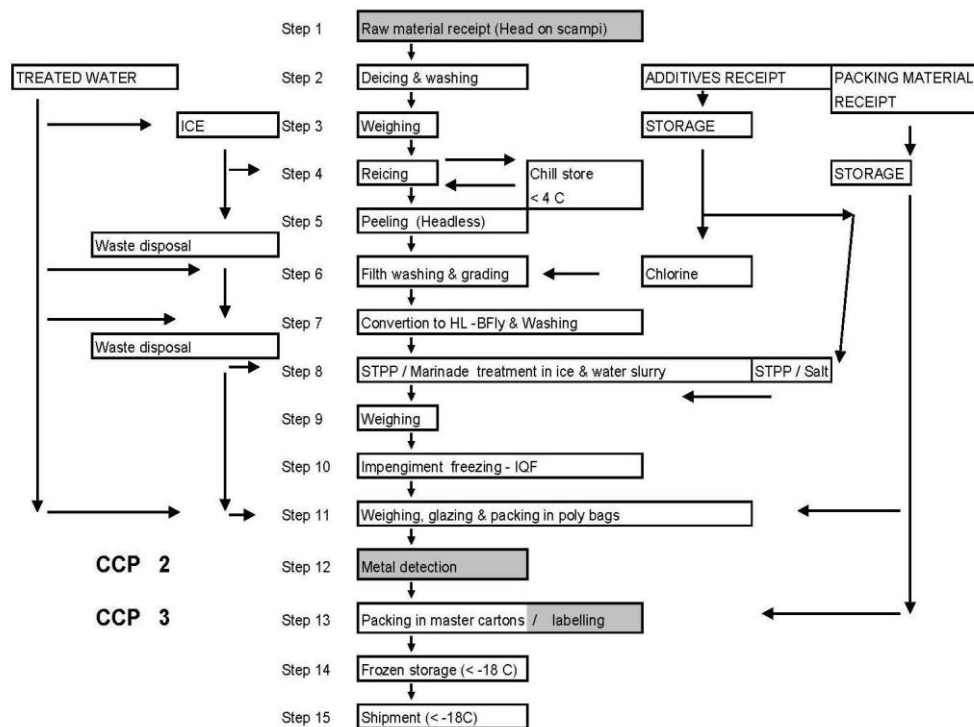 Step 1 Raw material receipt (Head on scampi)
TREATED WATER Step 2 Deicing & washing ADDITIVES RECEIPT PACKING MATERIAL
RECEIPT
ICE Step 3 Weighing STORAGE
Step 4 Reicing Chill store STORAGE
< 4 C
Step 5 Peeling (Headless)
Waste disposal
Step 6 Filth washing & grading Chlorine
Step 7 Convertion to HL -BFly & Washing
Waste disposal
Step 8 STPP / Marinade treatment in ice & water slurry STPP / Salt
Step 9 Weighing
Step 10 Impengiment freezing - IQF
Step 11 Weighing, glazing & packing in poly bags
CCP 2 Step 12 Metal detection
CCP 3 Step 13 Packing in master cartons / labelling
Step 14 Frozen storage (< -18 C)
Step 15 Shipment (< -18C)